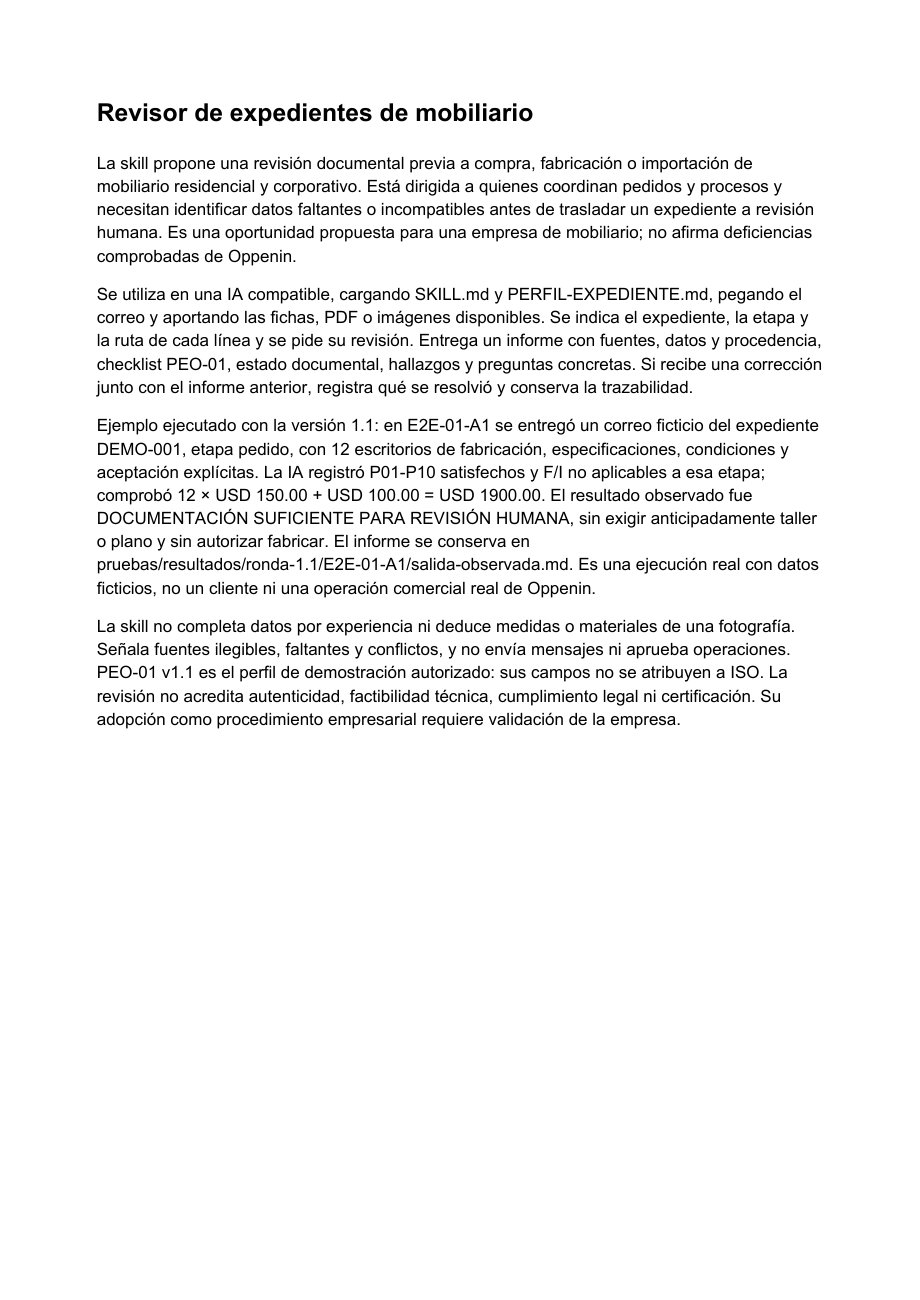 Revisor de expedientes de mobiliario
La skill propone una revisión documental previa a compra, fabricación o importación de
mobiliario residencial y corporativo. Está dirigida a quienes coordinan pedidos y procesos y
necesitan identificar datos faltantes o incompatibles antes de trasladar un expediente a revisión
humana. Es una oportunidad propuesta para una empresa de mobiliario; no afirma deficiencias
comprobadas de Oppenin.
Se utiliza en una IA compatible, cargando SKILL.md y PERFIL-EXPEDIENTE.md, pegando el
correo y aportando las fichas, PDF o imágenes disponibles. Se indica el expediente, la etapa y
la ruta de cada línea y se pide su revisión. Entrega un informe con fuentes, datos y procedencia,
checklist PEO-01, estado documental, hallazgos y preguntas concretas. Si recibe una corrección
junto con el informe anterior, registra qué se resolvió y conserva la trazabilidad.
Ejemplo ejecutado con la versión 1.1: en E2E-01-A1 se entregó un correo ficticio del expediente
DEMO-001, etapa pedido, con 12 escritorios de fabricación, especificaciones, condiciones y
aceptación explícitas. La IA registró P01-P10 satisfechos y F/I no aplicables a esa etapa;
comprobó 12 × USD 150.00 + USD 100.00 = USD 1900.00. El resultado observado fue
DOCUMENTACIÓN SUFICIENTE PARA REVISIÓN HUMANA, sin exigir anticipadamente taller
o plano y sin autorizar fabricar. El informe se conserva en
pruebas/resultados/ronda-1.1/E2E-01-A1/salida-observada.md. Es una ejecución real con datos
ficticios, no un cliente ni una operación comercial real de Oppenin.
La skill no completa datos por experiencia ni deduce medidas o materiales de una fotografía.
Señala fuentes ilegibles, faltantes y conflictos, y no envía mensajes ni aprueba operaciones.
PEO-01 v1.1 es el perfil de demostración autorizado: sus campos no se atribuyen a ISO. La
revisión no acredita autenticidad, factibilidad técnica, cumplimiento legal ni certificación. Su
adopción como procedimiento empresarial requiere validación de la empresa.